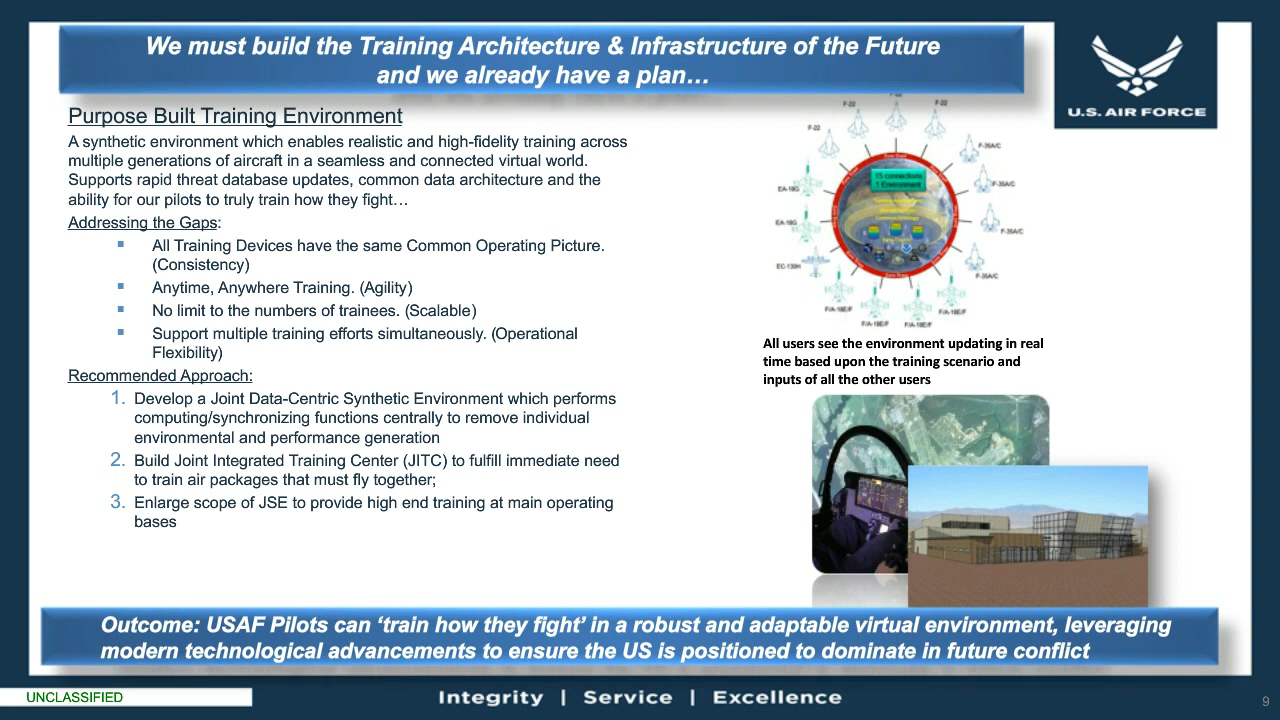 We must build the Training Architecture & Infrastructure of the Future
and we already have a plan…
U.S. AIR FORCE
Purpose Built Training Environment
A synthetic environment which enables realistic and high-fidelity training across
multiple generations of aircraft in a seamless and connected virtual world.
Supports rapid threat database updates, common data architecture and the
ability for our pilots to truly train how they fight…
Addressing the Gaps:
All Training Devices have the same Common Operating Picture.
(Consistency)
Anytime, Anywhere Training. (Agility)
No limit to the numbers of trainees. (Scalable)
Support multiple training efforts simultaneously. (Operational
Flexibility)
Recommended Approach:
1. Develop a Joint Data-Centric Synthetic Environment which performs
computing/synchronizing functions centrally to remove individual
environmental and performance generation
2. Build Joint Integrated Training Center (JITC) to fulfill immediate need
to train air packages that must fly together;
3. Enlarge scope of JSE to provide high end training at main operating
bases
F-22
F-22
F-22
F-22
F-35A/C
F-35A/C
F-35A/C
F-35A/C
EA-18G
EA-18G
EC-130H
F/A-18E/F
F/A-18E/F
F/A-18E/F
F/A-18E/F
15 connections
1 Environment
All users see the environment updating in real
time based upon the training scenario and
inputs of all the other users
Outcome: USAF Pilots can ‘train how they fight’ in a robust and adaptable virtual environment, leveraging
modern technological advancements to ensure the US is positioned to dominate in future conflict
UNCLASSIFIED
Integrity | Service | Excellence
9